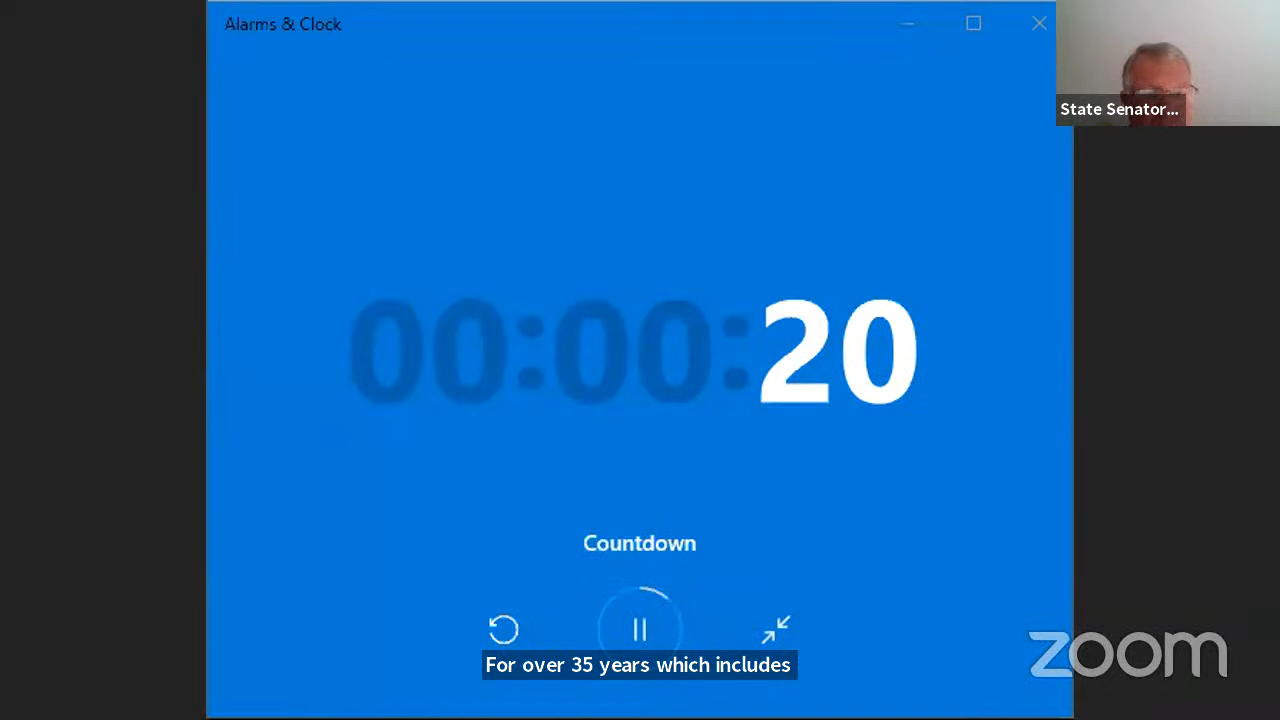 Alarms & Clock
State Senator...
00:00:20
Countdown
For over 35 years which includes
zoom